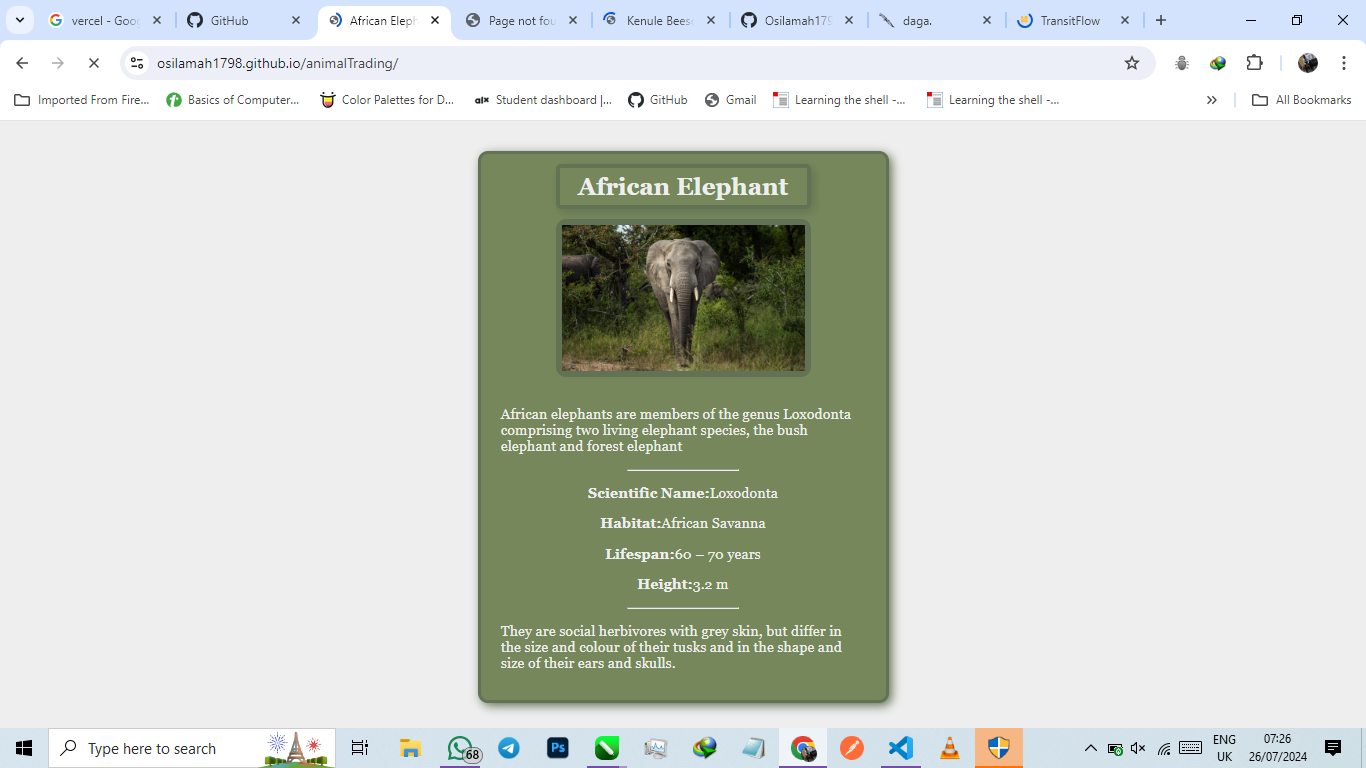 vercel - Goo
GitHub
African Elep
Page not fou
Kenule Bees
Osilamah179
daga.
TransitFlow
osilamah1798.github.io/animalTrading/
Imported From Fire...
Basics of Computer...
Color Palettes for D...
alx
Student dashboard |...
GitHub
Gmail
Learning the shell -...
Learning the shell -...
All Bookmarks
African Elephant
African elephants are members of the genus Loxodonta
comprising two living elephant species, the bush
elephant and forest elephant
Scientific Name:Loxodonta
Habitat:African Savanna
Lifespan:60 – 70 years
Height:3.2 m
They are social herbivores with grey skin, but differ in
the size and colour of their tusks and in the shape and
size of their ears and skulls.
Type here to search
68
Ps
ENG
UK
07:26
26/07/2024